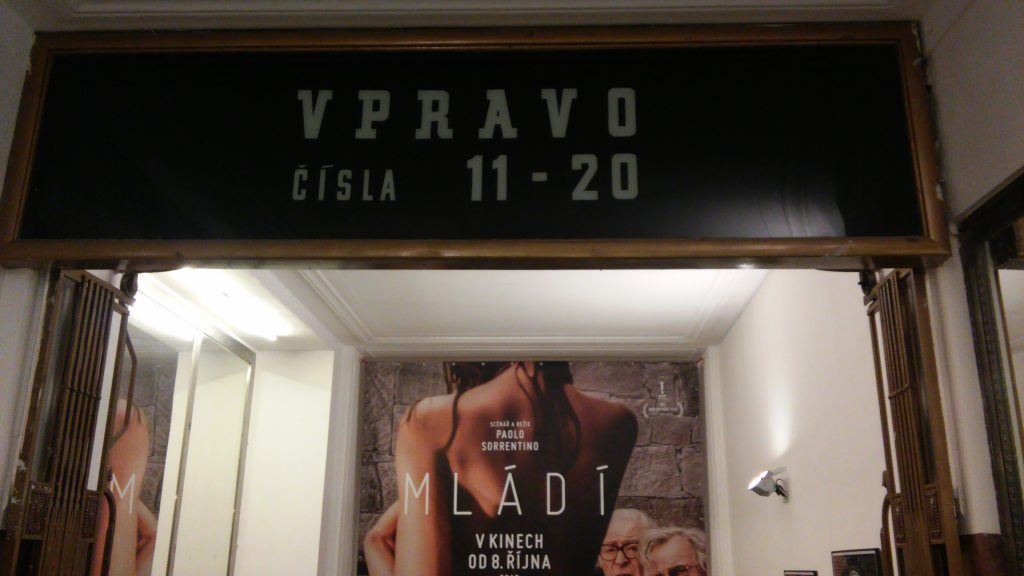 VPRAVO
ČÍSLA 11-20
SCÉNÁŘ A REŽIE
PAOLO
SORRENTINO
MLÁDÍ
V KINECH
OD 8. ŘÍJNA
M